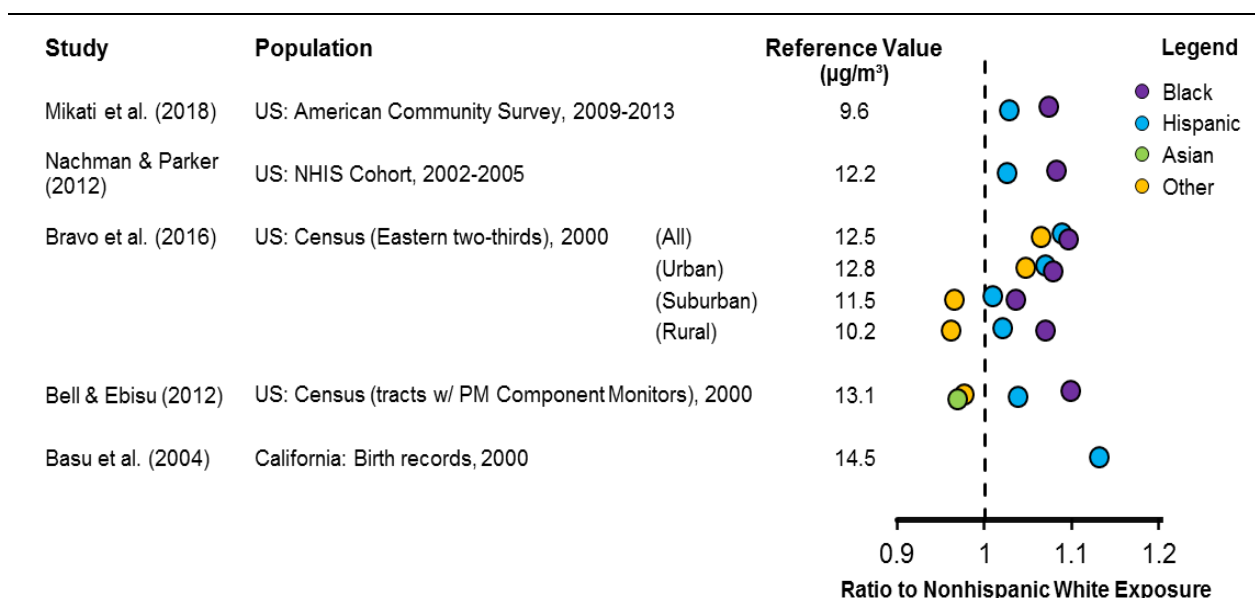 Study Population Reference Value Legend
(µg/m³)
Black
Mikati et al. (2018) US: American Community Survey, 2009-2013 9.6
Hispanic
Nachman & Parker
(2012) US: NHIS Cohort, 2002-2005 12.2
Asian
Other
Bravo et al. (2016) US: Census (Eastern two-thirds), 2000 (All) 12.5
(Urban) 12.8
(Suburban) 11.5
(Rural) 10.2
Bell & Ebisu (2012) US: Census (tracts w/ PM Component Monitors), 2000 13.1
Basu et al. (2004) California: Birth records, 2000 14.5
0.9 1 1.1 1.2
Ratio to Nonhispanic White Exposure